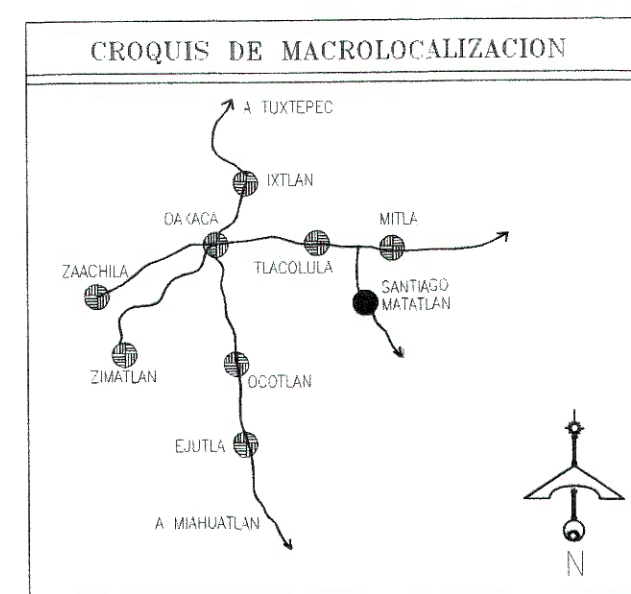 CROQUIS DE MACROLOCALIZACION
A TUXTEPEC
IXTLAN
OAXACA
MITLA
ZAACHILA
TLACOLULA
SANTIAGO
MATATLAN
ZIMATLAN
OCOTLAN
EJUTLA
A MIAHUATLAN
N